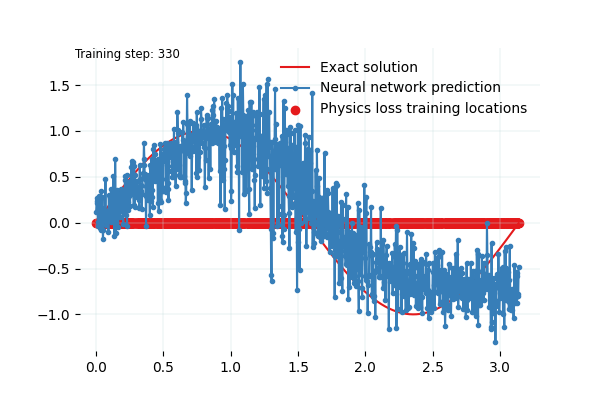 Training step: 330
Exact solution
Neural network prediction
Physics loss training locations
1.5
1.0
0.5
0.0
−0.5
−1.0
0.0 0.5 1.0 1.5 2.0 2.5 3.0